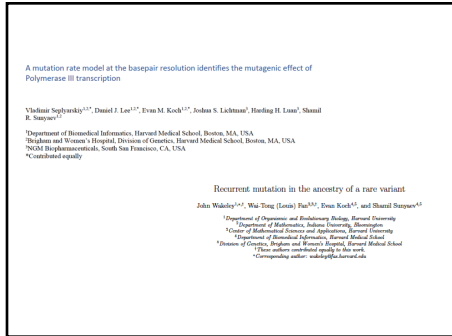 A mutation rate model at the basepair resolution identifies the mutagenic effect of
Polymerase III transcription
Vladimir Seplyarskiy1,2,*, Daniel J. Lee1,2,*, Evan M. Koch1,2,*, Joshua S. Lichtman3, Harding H. Luan3, Shamil
R. Sunyaev1,2
1Department of Biomedical Informatics, Harvard Medical School, Boston, MA, USA
2Brigham and Women's Hospital, Division of Genetics, Harvard Medical School, Boston, MA, USA
3NGM Biopharmaceuticals, South San Francisco, CA, USA
*Contributed equally
Recurrent mutation in the ancestry of a rare variant
John Wakeley1,*,†, Wai-Tong (Louis) Fan2,3,†, Evan Koch4,5, and Shamil Sunyaev4,5
1Department of Organismic and Evolutionary Biology, Harvard University
2Department of Mathematics, Indiana University, Bloomington
3Center of Mathematical Sciences and Applications, Harvard University
4Department of Biomedical Informatics, Harvard Medical School
5Division of Genetics, Brigham and Women's Hospital, Harvard Medical School
†These authors contributed equally to this work.
*Corresponding author: wakeley@fas.harvard.edu